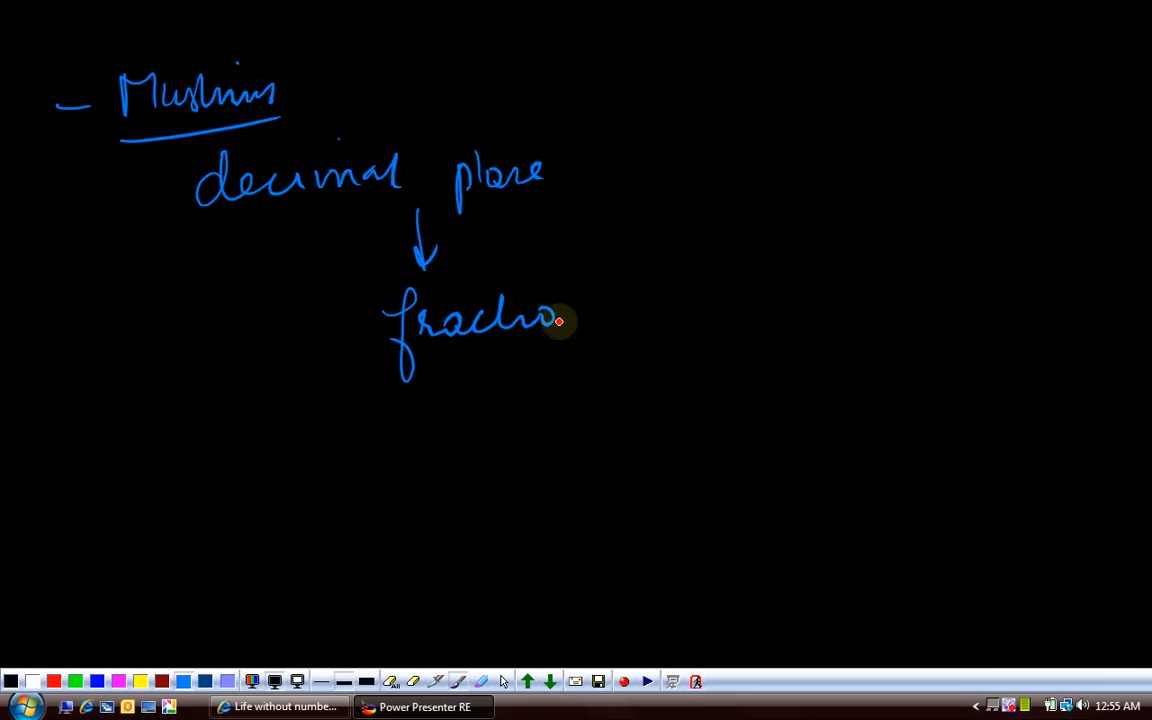 - Muslims
decimal place
↓
fractio
Life without numbe...
Power Presenter RE
12:55 AM